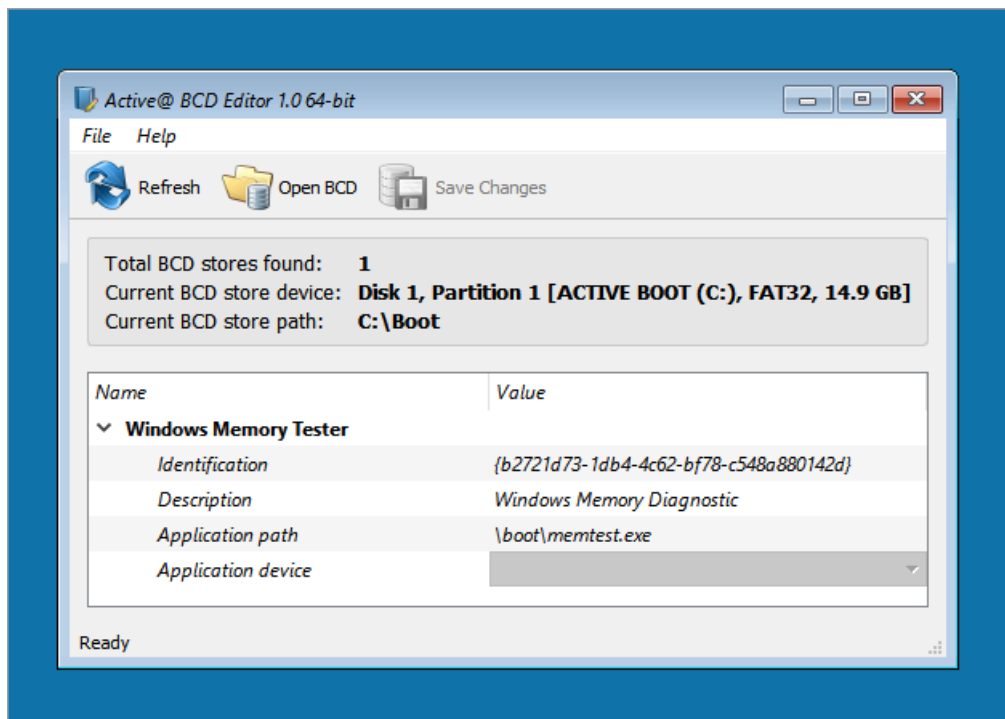 Active@ BCD Editor 1.0 64-bit
File Help
Refresh Open BCD Save Changes
Total BCD stores found: 1
Current BCD store device: Disk 1, Partition 1 [ACTIVE BOOT (C:), FAT32, 14.9 GB]
Current BCD store path: C:\Boot
Name Value
Windows Memory Tester
Identification {b2721d73-1db4-4c62-bf78-c548a880142d}
Description Windows Memory Diagnostic
Application path \boot\memtest.exe
Application device
Ready